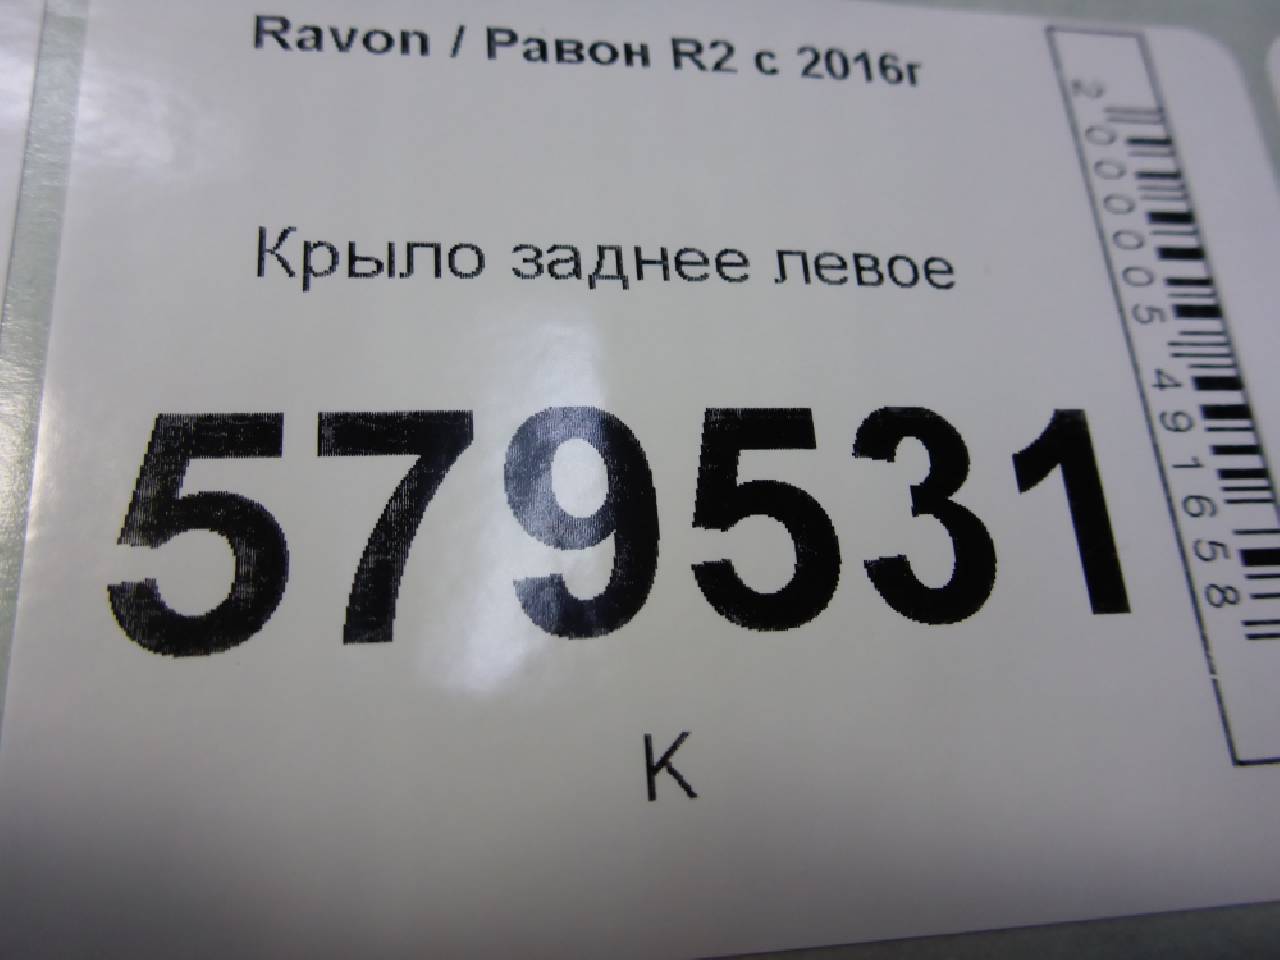 Ravon / Равон R2 с 2016г
Крыло заднее левое
579531
К
2000005491658